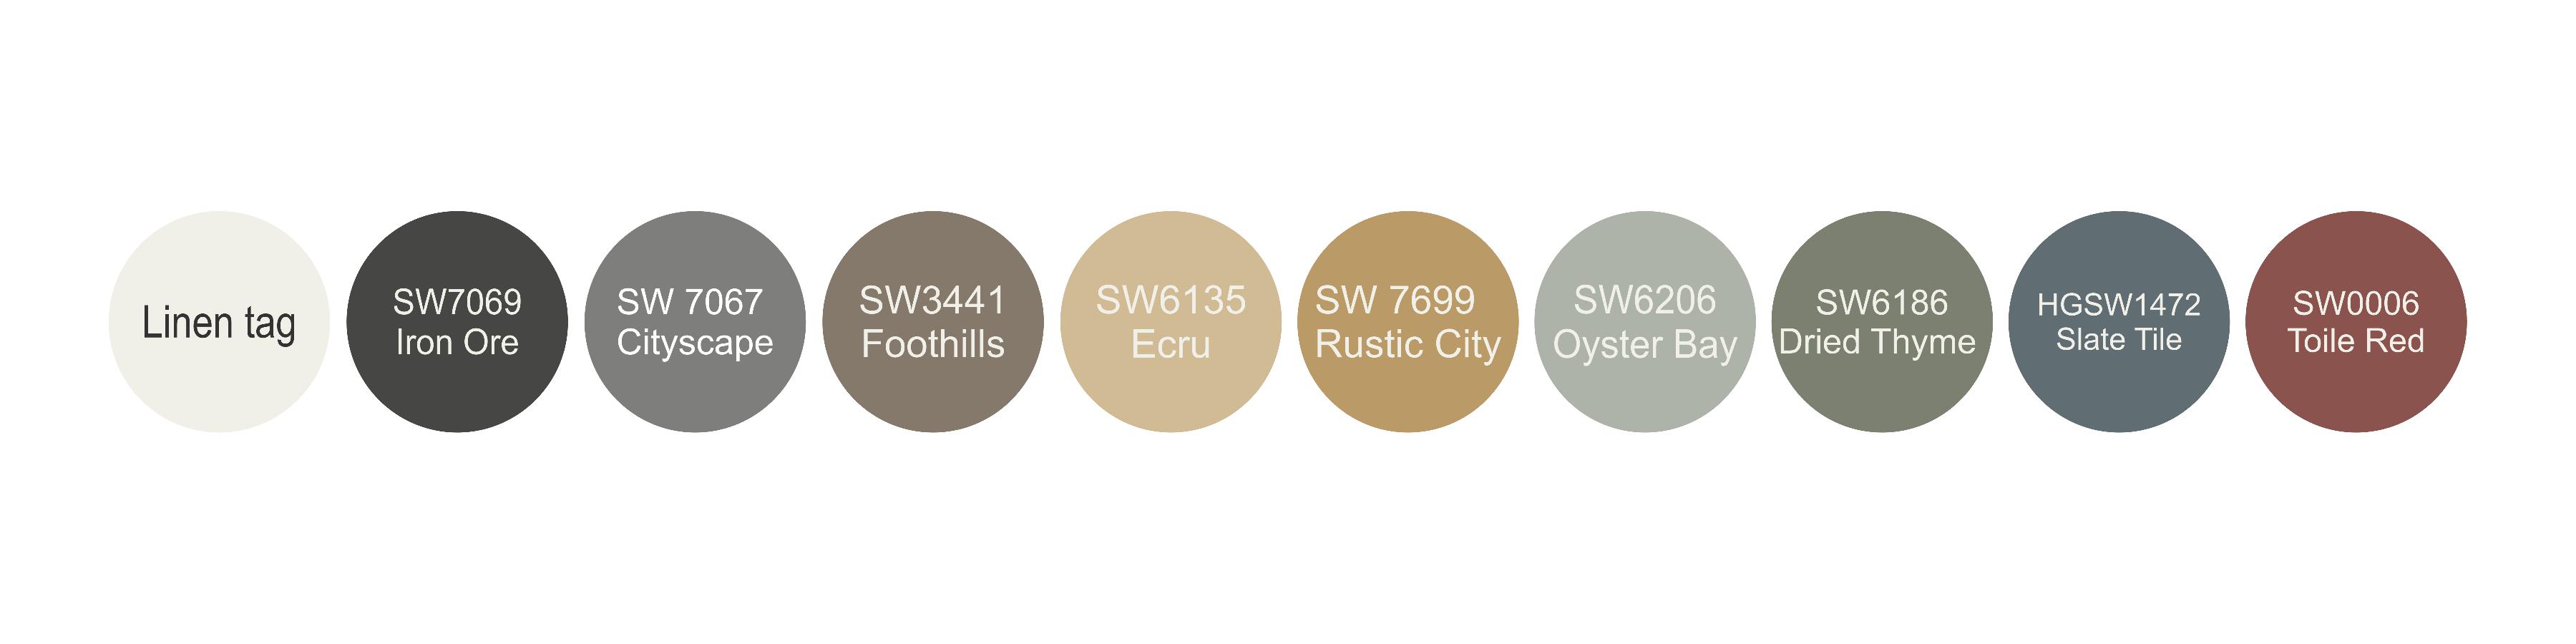 Linen tag
SW7069
Iron Ore
SW 7067
Cityscape
SW3441
Foothills
SW6135
Ecru
SW 7699
Rustic City
SW6206
Oyster Bay
SW6186
Dried Thyme
HGSW1472
Slate Tile
SW0006
Toile Red